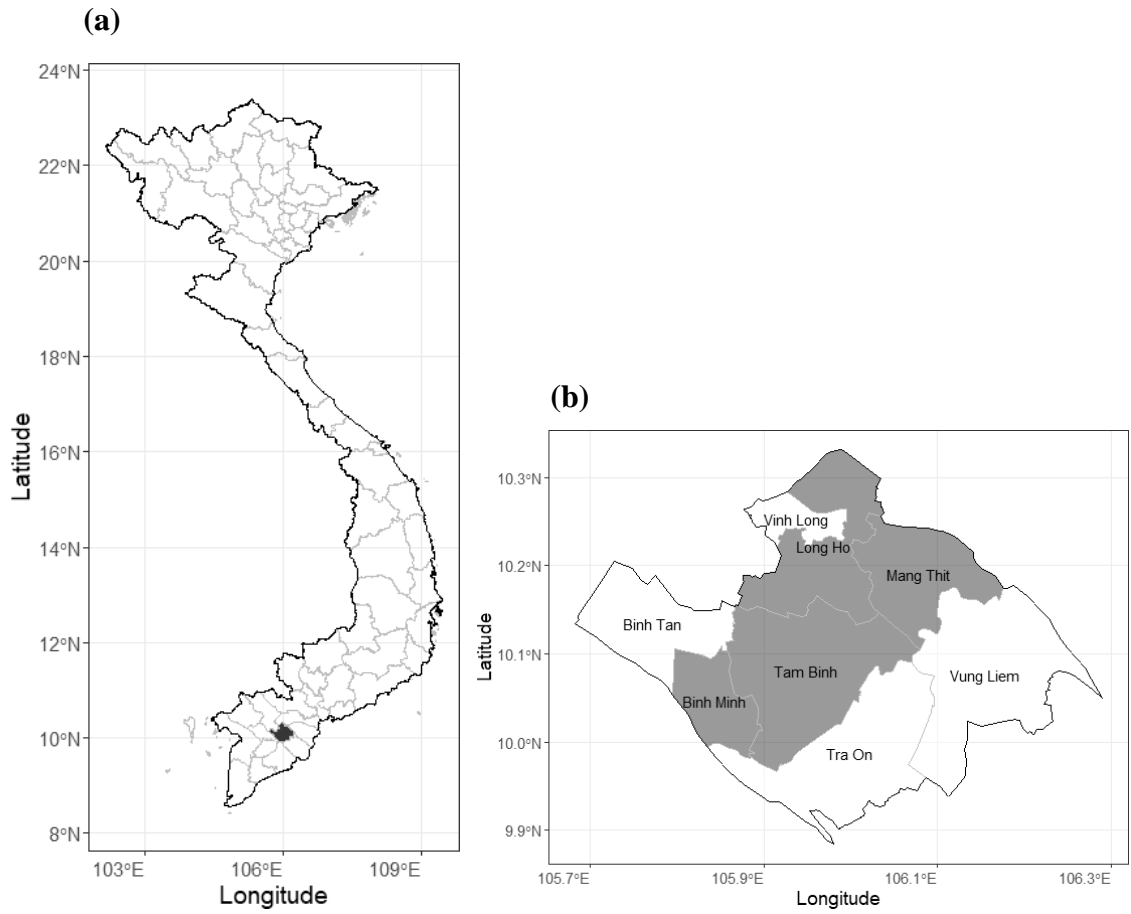 (a)
24°N
22°N
20°N
18°N
16°N
14°N
12°N
10°N
8°N
Latitude
103°E 106°E 109°E
Longitude
(b)
10.3°N
10.2°N
10.1°N
10.0°N
9.9°N
Latitude
Vinh Long
Long Ho
Mang Thit
Binh Tan
Tam Binh
Vung Liem
Binh Minh
Tra On
105.7°E 105.9°E 106.1°E 106.3°E
Longitude